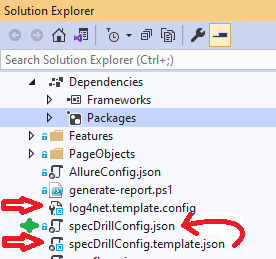 Solution Explorer
Search Solution Explorer (Ctrl+;)
Dependencies
Frameworks
Packages
Features
PageObjects
AllureConfig.json
generate-report.ps1
log4net.template.config
specDrillConfig.json
specDrillConfig.template.json